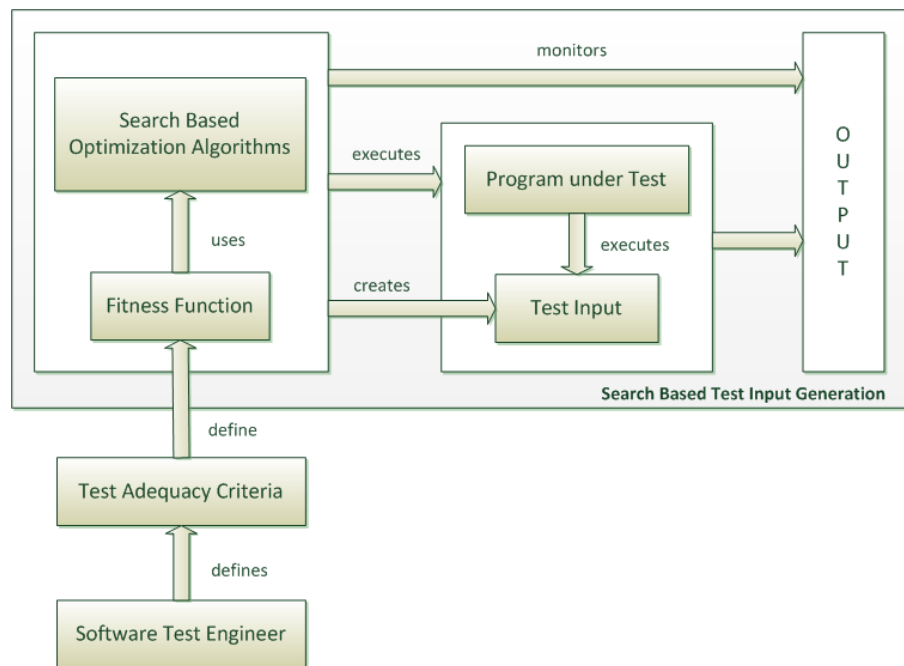 monitors
Search Based
Optimization Algorithms
executes
Program under Test
O
U
T
P
U
T
uses
executes
creates
Fitness Function
Test Input
Search Based Test Input Generation
define
Test Adequacy Criteria
defines
Software Test Engineer